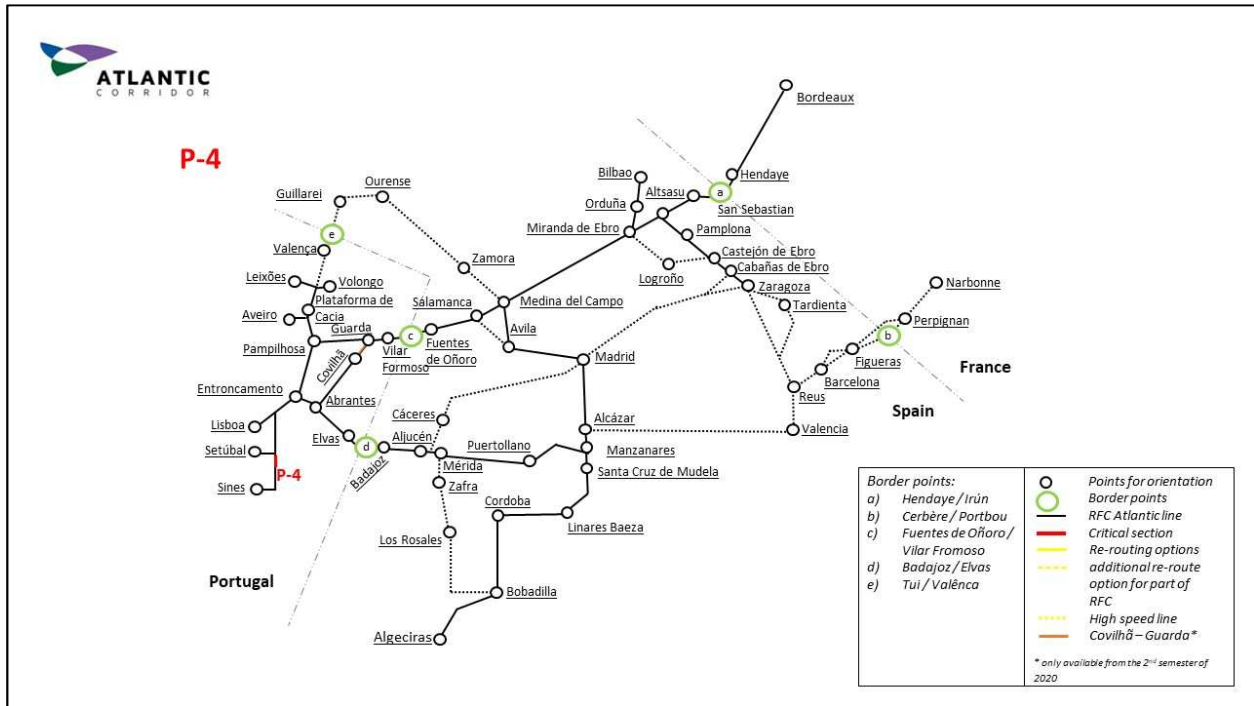 ATLANTIC
CORRIDOR
P-4
Bordeaux
Hendaye
a
San Sebastian
Altsasu
Bilbao
Orduña
Miranda de Ebro
Pamplona
Castejón de Ebro
Cabañas de Ebro
Logroño
Zaragoza
Tardienta
Narbonne
Perpignan
b
Figueras
Barcelona
Reus
Valencia
France
Spain
Ourense
Guillarei
e
Valença
Leixões
Volongo
Plataforma de
Cacia
Aveiro
Zamora
Salamanca
Medina del Campo
Avila
Guarda
Vilar
Formoso
c
Fuentes
de Oñoro
Pampilhosa
Covilhã
Madrid
Entroncamento
Abrantes
Lisboa
Setúbal
P-4
Sines
Elvas
d
Badajoz
Cáceres
Aljucén
Mérida
Puertollano
Alcázar
Manzanares
Santa Cruz de Mudela
Zafra
Los Rosales
Cordoba
Linares Baeza
Bobadilla
Algeciras
Portugal
Border points:
a) Hendaye / Irún
b) Cerbère / Portbou
c) Fuentes de Oñoro /
Vilar Fromoso
d) Badajoz / Elvas
e) Tui / Valênca
Points for orientation
Border points
RFC Atlantic line
Critical section
Re-routing options
additional re-route
option for part of
RFC
High speed line
Covilhã – Guarda*
* only available from the 2nd semester of
2020